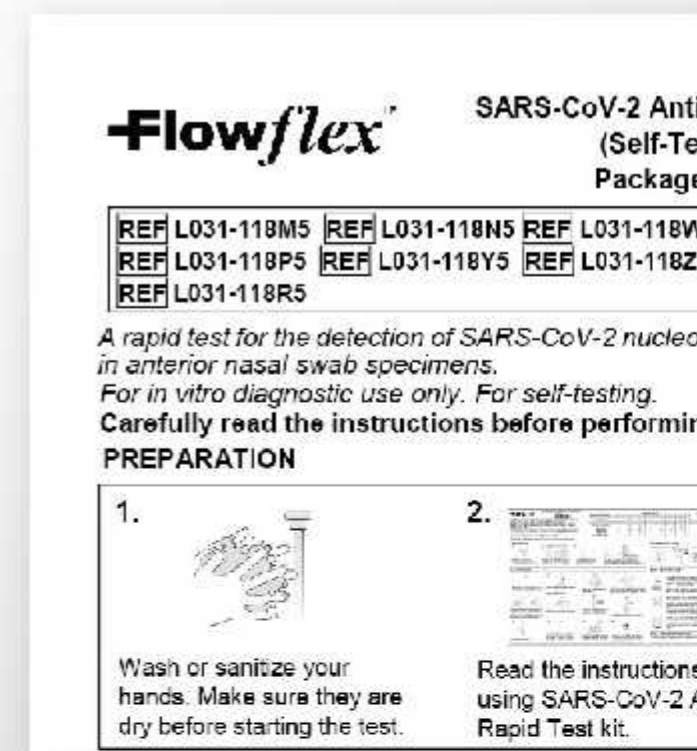 Flowflex™
SARS-CoV-2 Anti
(Self-Te
Package
REF L031-118M5 REF L031-118N5 REF L031-118W
REF L031-118P5 REF L031-118Y5 REF L031-118Z
REF L031-118R5
A rapid test for the detection of SARS-CoV-2 nucleo
in anterior nasal swab specimens.
For in vitro diagnostic use only. For self-testing.
Carefully read the instructions before performin
PREPARATION
1.
Wash or sanitize your
hands. Make sure they are
dry before starting the test.
2.
Read the instructions
using SARS-CoV-2 A
Rapid Test kit.